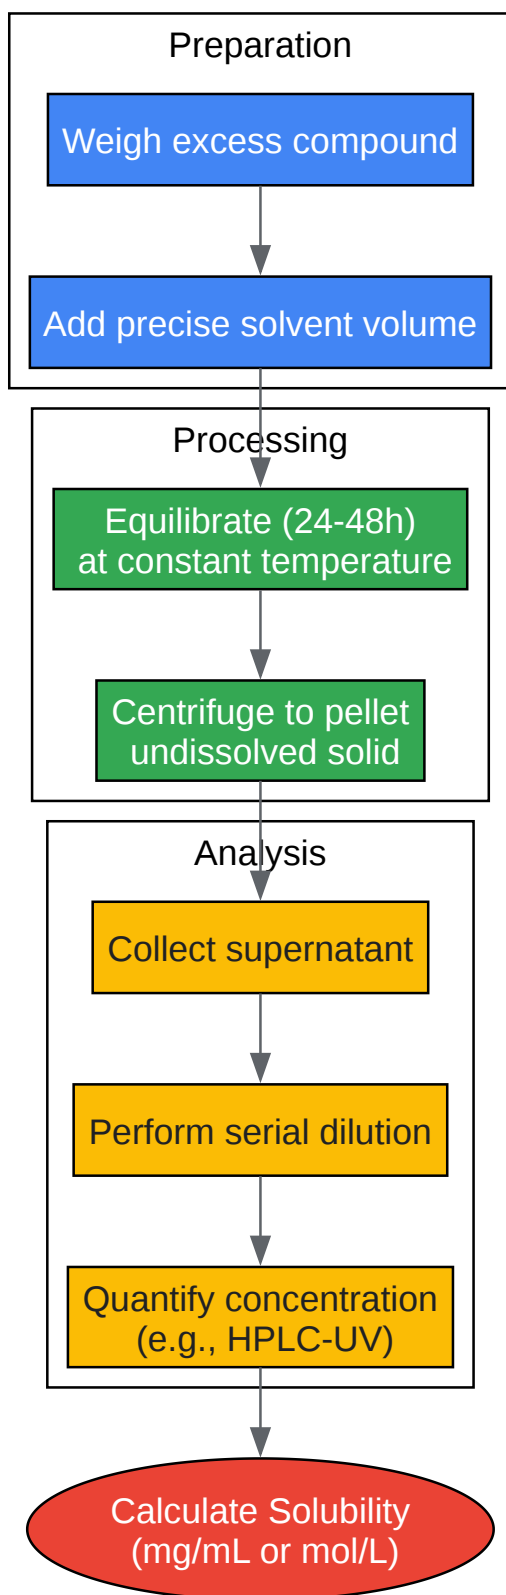 Preparation
Weigh excess compound
Add precise solvent volume
Processing
Equilibrate (24-48h)
at constant temperature
Centrifuge to pellet
undissolved solid
Analysis
Collect supernatant
Perform serial dilution
Quantify concentration
(e.g., HPLC-UV)
Calculate Solubility
(mg/mL or mol/L)